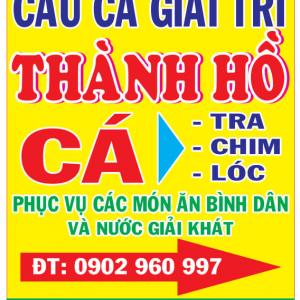 CÂU CÁ GIẢI TRÍ
THÀNH HỒ
CÁ
- TRA
- CHIM
- LÓC
PHỤC VỤ CÁC MÓN ĂN BÌNH DÂN
VÀ NƯỚC GIẢI KHÁT
ĐT: 0902 960 997